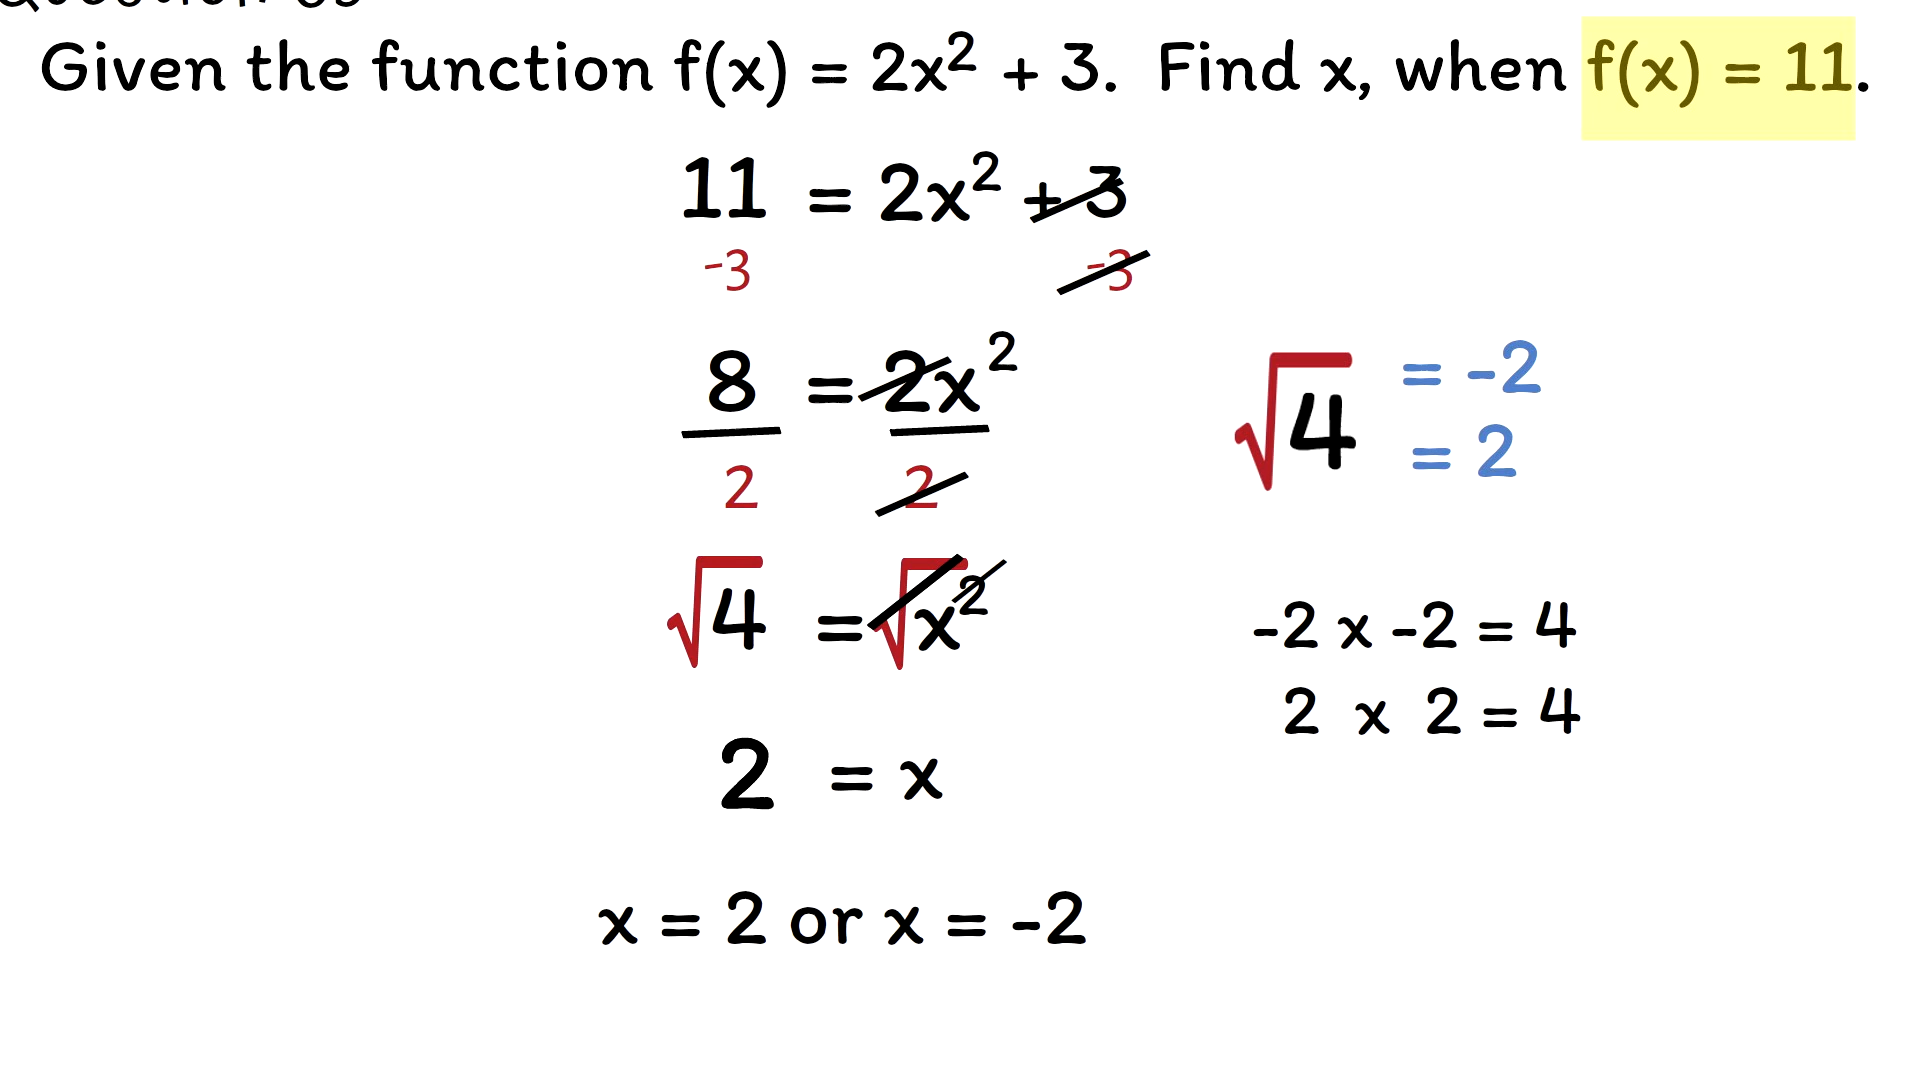 Given the function f(x) = 2x² + 3. Find x, when f(x) = 11.
11 = 2x² + 3
-3 -3
8 = 2x²
2 2
√4 = √x²
2 = x
x = 2 or x = -2
√4 = -2
= 2
-2 x -2 = 4
2 x 2 = 4